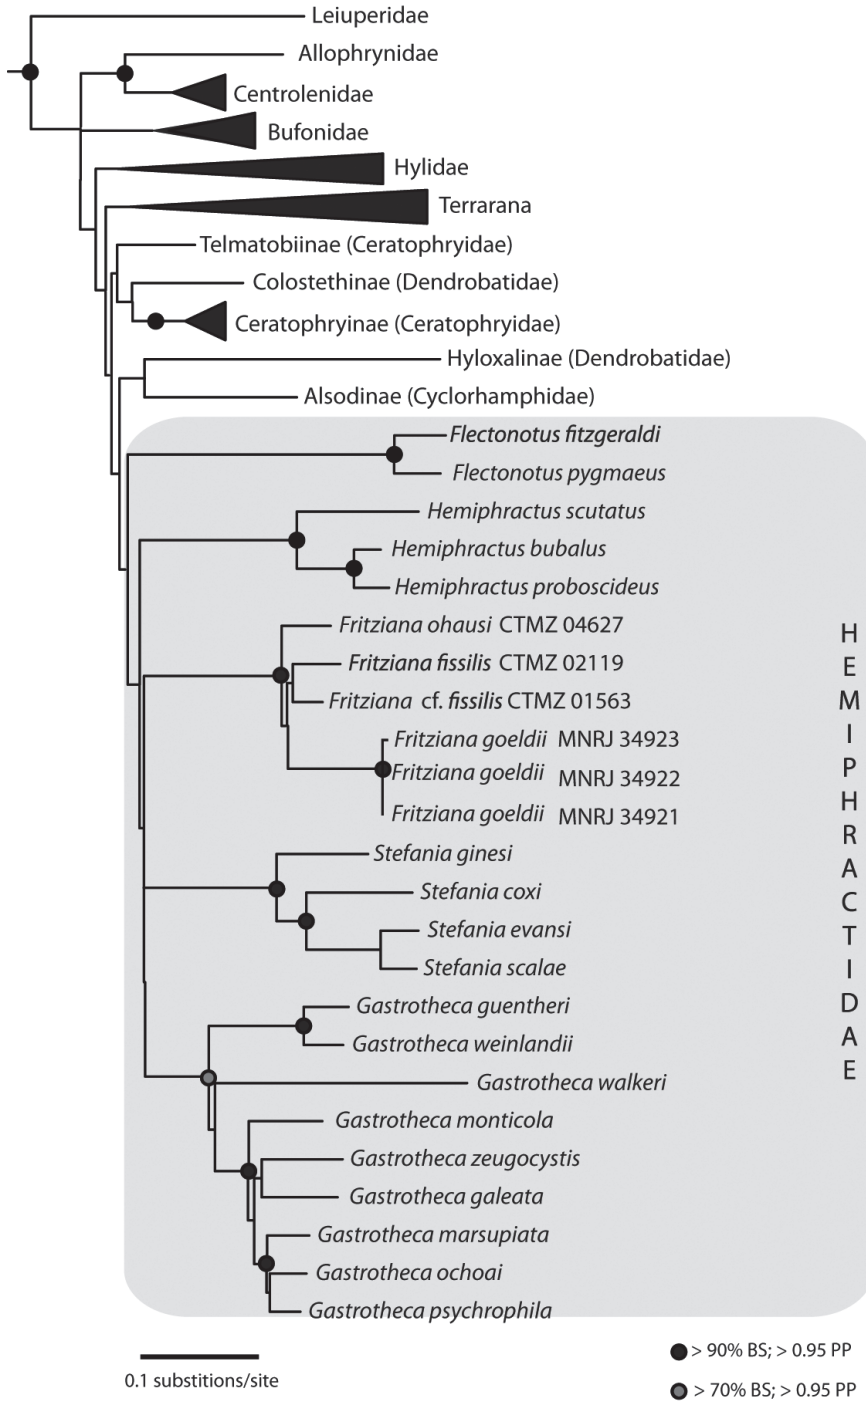 Leiuperidae
Allophrynidae
Centrolenidae
Bufonidae
Hylidae
Terrarana
Telmatobiinae (Ceratophryidae)
Colostethinae (Dendrobatidae)
Ceratophryinae (Ceratophryidae)
Hyloxalinae (Dendrobatidae)
Alsodinae (Cyclorhamphidae)
Flectonotus fitzgeraldi
Flectonotus pygmaeus
Hemiphractus scutatus
Hemiphractus bubalus
Hemiphractus proboscideus
Fritziana ohausi CTMZ 04627
Fritziana fissilis CTMZ 02119
Fritziana cf. fissilis CTMZ 01563
Fritziana goeldii MNRJ 34923
Fritziana goeldii MNRJ 34922
Fritziana goeldii MNRJ 34921
Stefania ginesi
Stefania coxi
Stefania evansi
Stefania scalae
Gastrotheca guentheri
Gastrotheca weinlandii
Gastrotheca walkeri
Gastrotheca monticola
Gastrotheca zeugocystis
Gastrotheca galeata
Gastrotheca marsupiata
Gastrotheca ochoai
Gastrotheca psychrophila
HEMIPHRACTIDAE
0.1 substitions/site
> 90% BS; > 0.95 PP
> 70% BS; > 0.95 PP